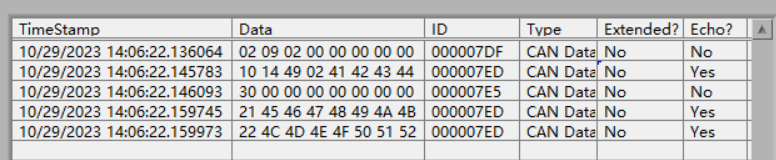 TimeStamp Data ID Type Extended? Echo?
10/29/2023 14:06:22.136064 02 09 02 00 00 00 00 00 000007DF CAN Data No No
10/29/2023 14:06:22.145783 10 14 49 02 41 42 43 44 000007ED CAN Data No Yes
10/29/2023 14:06:22.146093 30 00 00 00 00 00 00 00 000007E5 CAN Data No No
10/29/2023 14:06:22.159745 21 45 46 47 48 49 4A 4B 000007ED CAN Data No Yes
10/29/2023 14:06:22.159973 22 4C 4D 4E 4F 50 51 52 000007ED CAN Data No Yes